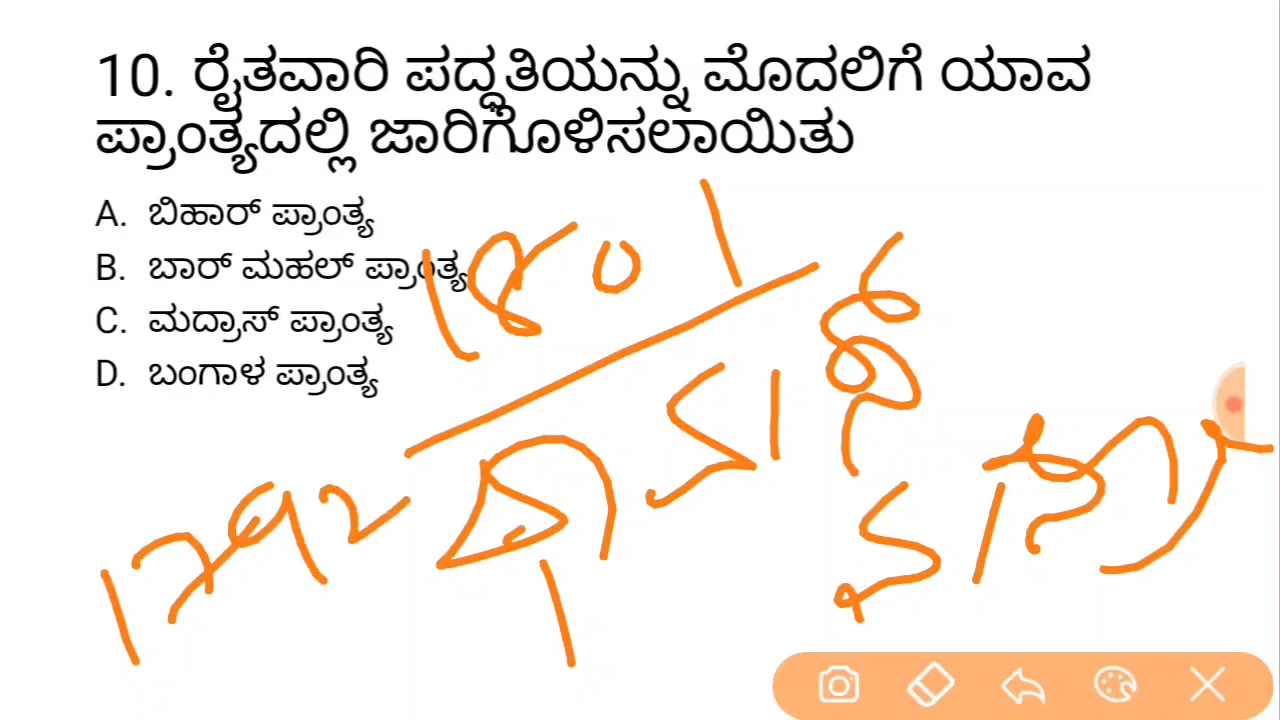 10. ರೈತವಾರಿ ಪದ್ಧತಿಯನ್ನು ಮೊದಲಿಗೆ ಯಾವ
ಪ್ರಾಂತ್ಯದಲ್ಲಿ ಜಾರಿಗೊಳಿಸಲಾಯಿತು
A. ಬಿಹಾರ್ ಪ್ರಾಂತ್ಯ
B. ಬಾರ್ ಮಹಲ್ ಪ್ರಾಂತ್ಯ
C. ಮದ್ರಾಸ್ ಪ್ರಾಂತ್ಯ
D. ಬಂಗಾಳ ಪ್ರಾಂತ್ಯ
1801
1792